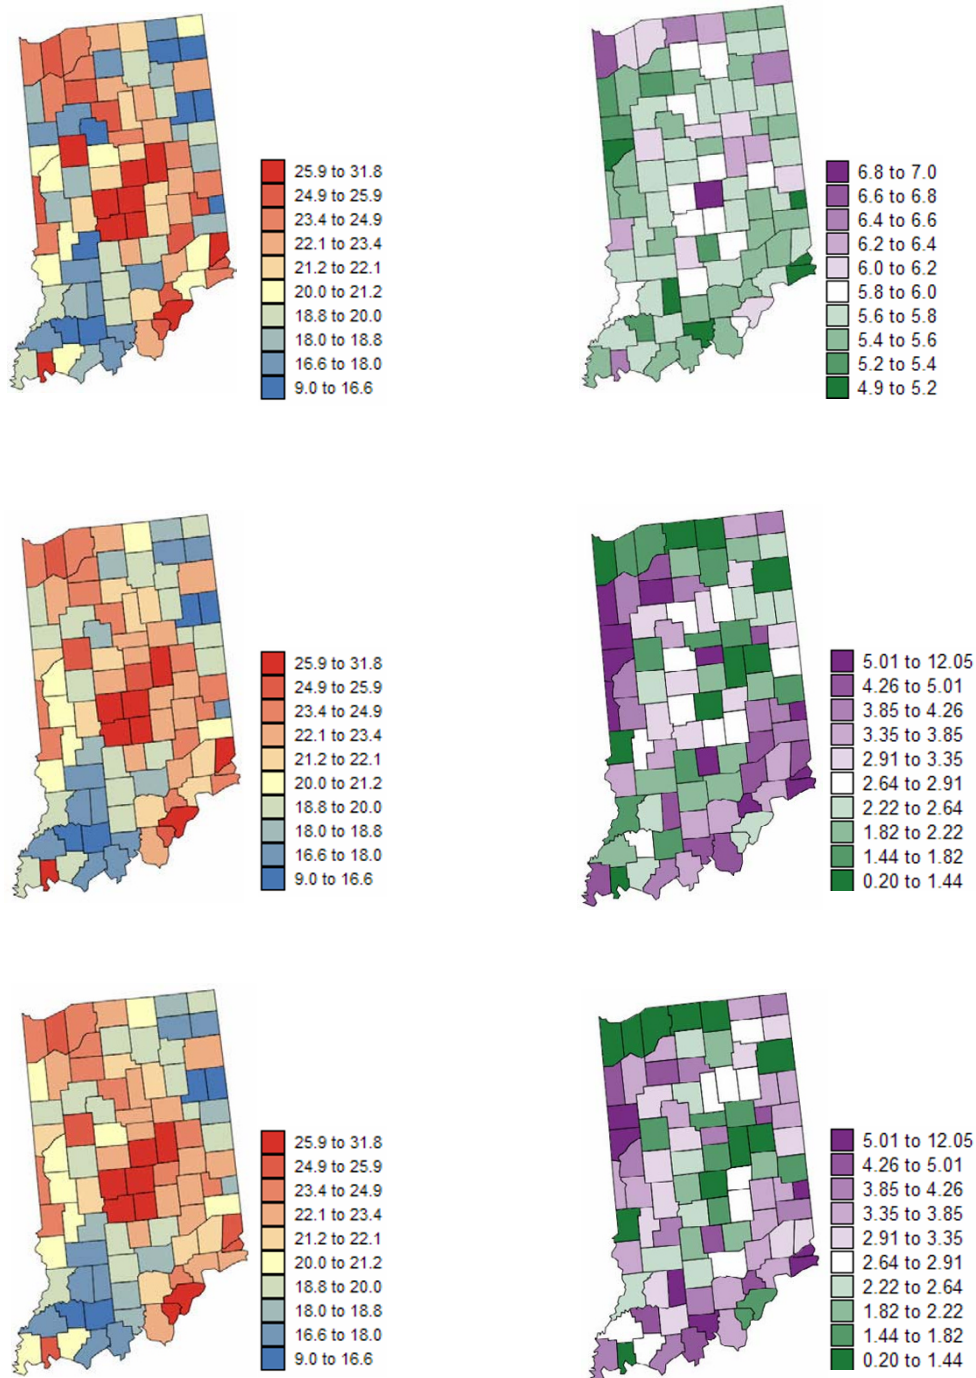 25.9 to 31.8
24.9 to 25.9
23.4 to 24.9
22.1 to 23.4
21.2 to 22.1
20.0 to 21.2
18.8 to 20.0
18.0 to 18.8
16.6 to 18.0
9.0 to 16.6
6.8 to 7.0
6.6 to 6.8
6.4 to 6.6
6.2 to 6.4
6.0 to 6.2
5.8 to 6.0
5.6 to 5.8
5.4 to 5.6
5.2 to 5.4
4.9 to 5.2
25.9 to 31.8
24.9 to 25.9
23.4 to 24.9
22.1 to 23.4
21.2 to 22.1
20.0 to 21.2
18.8 to 20.0
18.0 to 18.8
16.6 to 18.0
9.0 to 16.6
5.01 to 12.05
4.26 to 5.01
3.85 to 4.26
3.35 to 3.85
2.91 to 3.35
2.64 to 2.91
2.22 to 2.64
1.82 to 2.22
1.44 to 1.82
0.20 to 1.44
25.9 to 31.8
24.9 to 25.9
23.4 to 24.9
22.1 to 23.4
21.2 to 22.1
20.0 to 21.2
18.8 to 20.0
18.0 to 18.8
16.6 to 18.0
9.0 to 16.6
5.01 to 12.05
4.26 to 5.01
3.85 to 4.26
3.35 to 3.85
2.91 to 3.35
2.64 to 2.91
2.22 to 2.64
1.82 to 2.22
1.44 to 1.82
0.20 to 1.44